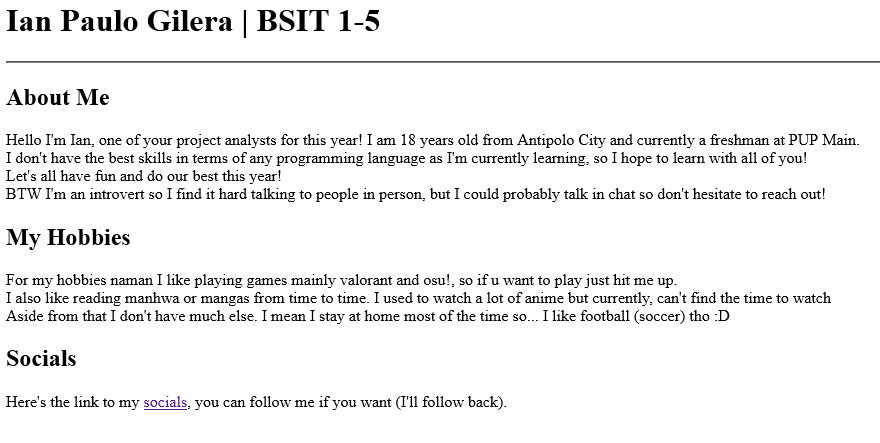 Ian Paulo Gilera | BSIT 1-5
About Me
Hello I'm Ian, one of your project analysts for this year! I am 18 years old from Antipolo City and currently a freshman at PUP Main.
I don't have the best skills in terms of any programming language as I'm currently learning, so I hope to learn with all of you!
Let's all have fun and do our best this year!
BTW I'm an introvert so I find it hard talking to people in person, but I could probably talk in chat so don't hesitate to reach out!
My Hobbies
For my hobbies naman I like playing games mainly valorant and osu!, so if u want to play just hit me up.
I also like reading manhwa or mangas from time to time. I used to watch a lot of anime but currently, can't find the time to watch
Aside from that I don't have much else. I mean I stay at home most of the time so... I like football (soccer) tho :D
Socials
Here's the link to my socials, you can follow me if you want (I'll follow back).